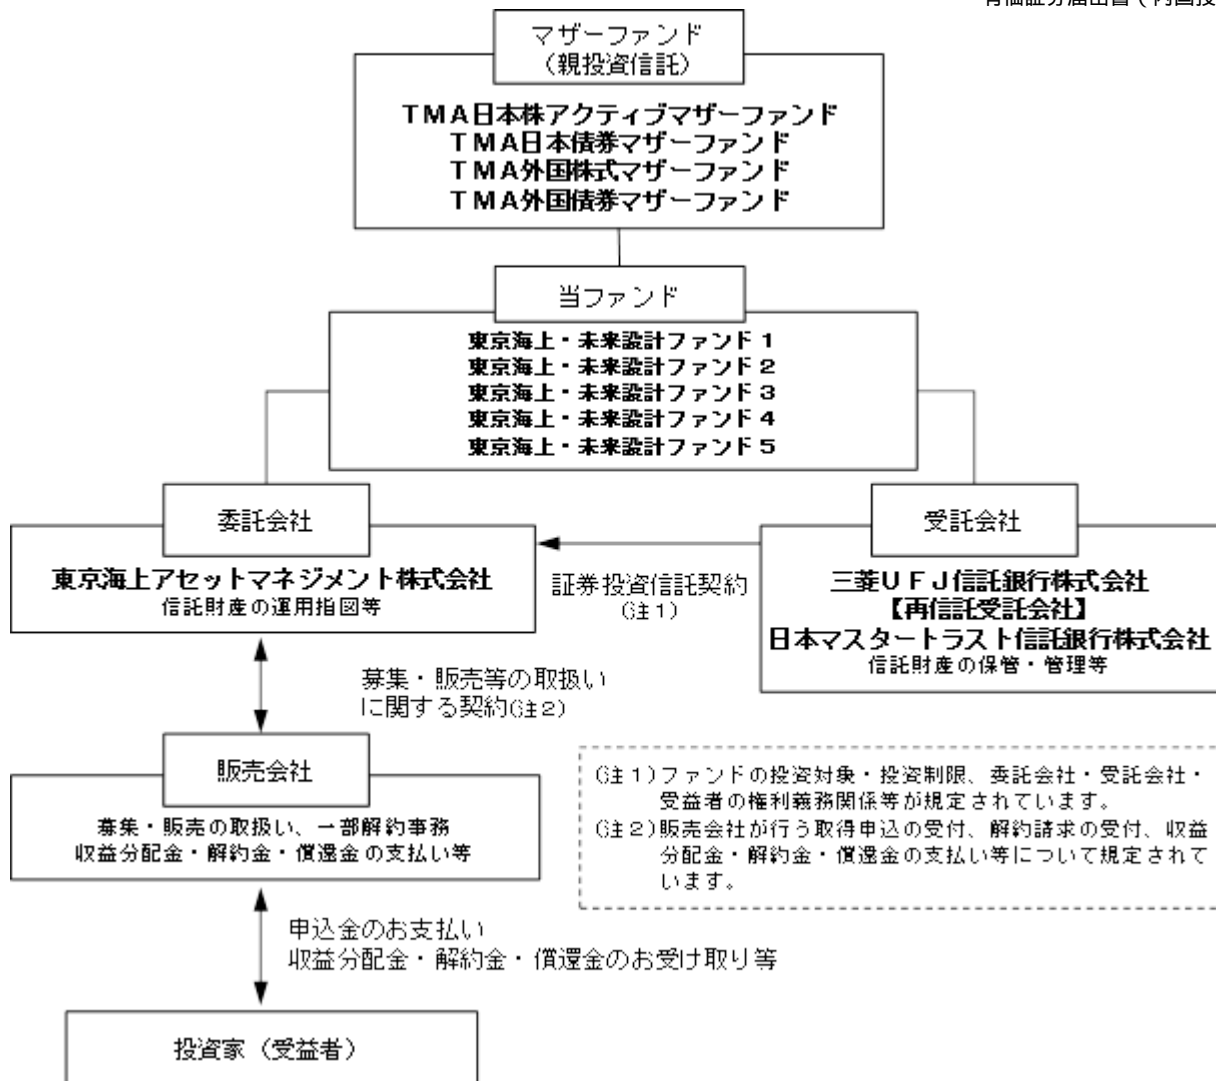 有価証券届出書（内国投
マザーファンド
（親投資信託）
ＴＭＡ日本株アクティブマザーファンド
ＴＭＡ日本債券マザーファンド
ＴＭＡ外国株式マザーファンド
ＴＭＡ外国債券マザーファンド
当ファンド
東京海上・未来設計ファンド１
東京海上・未来設計ファンド２
東京海上・未来設計ファンド３
東京海上・未来設計ファンド４
東京海上・未来設計ファンド５
委託会社
東京海上アセットマネジメント株式会社
信託財産の運用指図等
証券投資信託契約
(注１)
受託会社
三菱ＵＦＪ信託銀行株式会社
【再信託受託会社】
日本マスタートラスト信託銀行株式会社
信託財産の保管・管理等
募集・販売等の取扱い
に関する契約(注２)
販売会社
募集・販売の取扱い、一部解約事務
収益分配金・解約金・償還金の支払い等
(注１)ファンドの投資対象・投資制限、委託会社・受託会社・
受益者の権利義務関係等が規定されています。
(注２)販売会社が行う取得申込の受付、解約請求の受付、収益
分配金・解約金・償還金の支払い等について規定されて
います。
申込金のお支払い
収益分配金・解約金・償還金のお受け取り等
投資家（受益者）